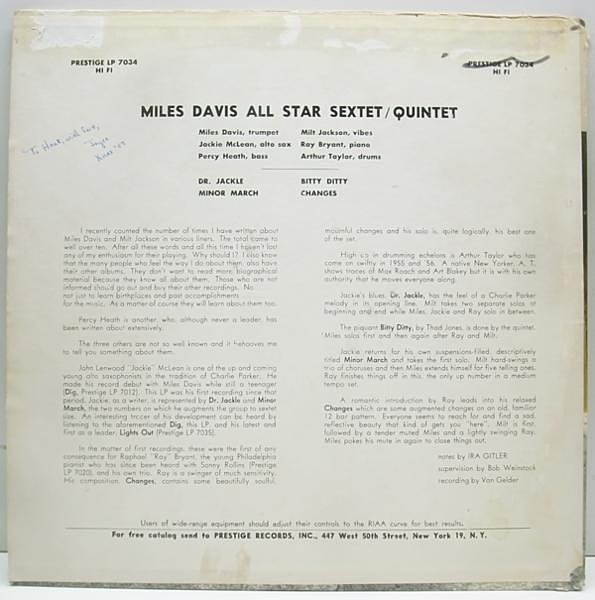 PRESTIGE LP 7034
HI FI
PRESTIGE LP 7034
HI FI
MILES DAVIS ALL STAR SEXTET/QUINTET
Miles Davis, trumpet
Jackie McLean, alto sax
Percy Heath, bass
Milt Jackson, vibes
Ray Bryant, piano
Arthur Taylor, drums
DR. JACKLE
MINOR MARCH
BITTY DITTY
CHANGES
I recently counted the number of times I have written about
Miles Davis and Milt Jackson in various liners. The total came to
well over ten. After all these words and all this time I haven't lost
any of my enthusiasm for their playing. Why should I? I also know
that the many people who feel the way I do about them, also have
their other albums. They don't want to read more biographical
material because they know all about them. Those who are not
informed should go out and buy their other recordings. No
not just to learn birthplaces and past accomplishments
for the music. As a matter of course they will learn about them too.
Percy Heath is another, who, although never a leader, has
been written about extensively.
The three others are not so well known and it behooves me
to tell you something about them.
John Lenwood "Jackie" McLean is one of the up and coming
young alto saxophonists in the tradition of Charlie Parker. He
made his record debut with Miles Davis while still a teenager
(Dig, Prestige LP 7012). This LP was his first recording since that
period. Jackie, as a writer, is represented by Dr. Jackle and Minor
March, the two numbers on which he augments the group to sextet
size. An interesting tracer of his development can be heard by
listening to the aforementioned Dig, this LP, and his latest and
first as a leader, Lights Out (Prestige LP 7035).
In the matter of first recordings, these were the first of any
consequence for Raphael "Ray" Bryant, the young Philadelphia
pianist who has since been heard with Sonny Rollins (Prestige
LP 7020), and his own trio. Ray is a swinger of much sensitivity.
His composition, Changes, contains some beautifully soulful,
mournful changes and his solo is, quite logically, his best one
of the set.
High up in drumming echelons is Arthur Taylor who has
come on swiftly in 1955 and '56. A native New Yorker, A. T.
shows traces of Max Roach and Art Blakey but it is with his own
authority that he moves everyone along.
Jackie's blues, Dr. Jackle, has the feel of a Charlie Parker
melody in its opening line. Milt takes two separate solos at
beginning and end while Miles, Jackie and Ray solo in between.
The piquant Bitty Ditty, by Thad Jones, is done by the quintet.
Miles solos first and then again after Ray and Milt.
Jackie returns for his own suspensions-filled, descriptively
titled Minor March and takes the first solo. Milt hard-swings a
trio of choruses and then Miles extends himself for five telling ones.
Ray finishes things off in this, the only up number in a medium
tempo set.
A romantic introduction by Ray leads into his relaxed
Changes which are some augmented changes on an old, familiar
12 bar pattern. Everyone seems to reach for and find a sad,
reflective beauty that kind of gets you "here". Milt is first,
followed by a tender muted Miles and a lightly swinging Ray.
Miles pokes his mute in again to close things out.
notes by IRA GITLER
supervision by Bob Weinstock
recording by Van Gelder
Users of wide-range equipment should adjust their controls to the RIAA curve for best results.
For free catalog send to PRESTIGE RECORDS, INC., 447 West 50th Street, New York 19, N. Y.